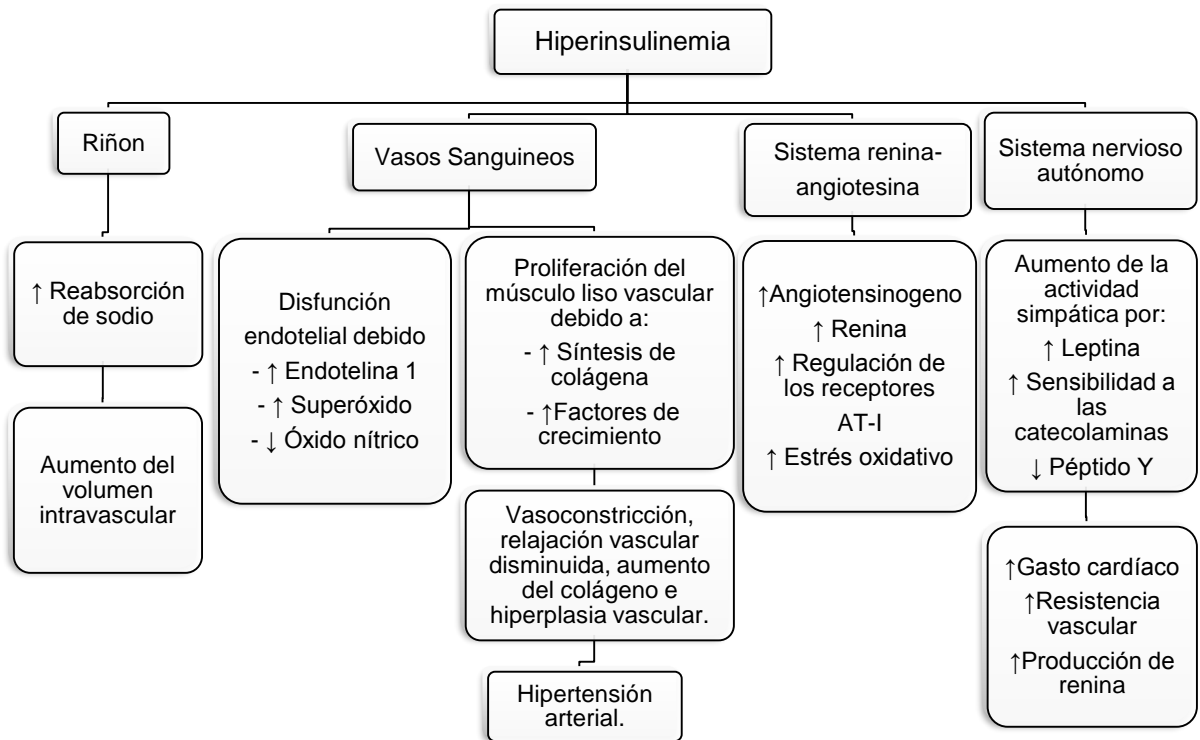 Hiperinsulinemia
Riñon
Vasos Sanguineos
Sistema renina-
angiotesina
Sistema nervioso
autónomo
↑ Reabsorción
de sodio
Aumento del
volumen
intravascular
Disfunción
endotelial debido
- ↑ Endotelina 1
- ↑ Superóxido
- ↓ Óxido nítrico
Proliferación del
músculo liso vascular
debido a:
- ↑ Síntesis de
colágena
- ↑Factores de
crecimiento
Vasoconstricción,
relajación vascular
disminuida, aumento
del colágeno e
hiperplasia vascular.
Hipertensión
arterial.
↑Angiotensinogeno
↑ Renina
↑ Regulación de
los receptores
AT-I
↑ Estrés oxidativo
Aumento de la
actividad
simpática por:
↑ Leptina
↑ Sensibilidad a
las
catecolaminas
↓ Péptido Y
↑Gasto cardíaco
↑Resistencia
vascular
↑Producción de
renina